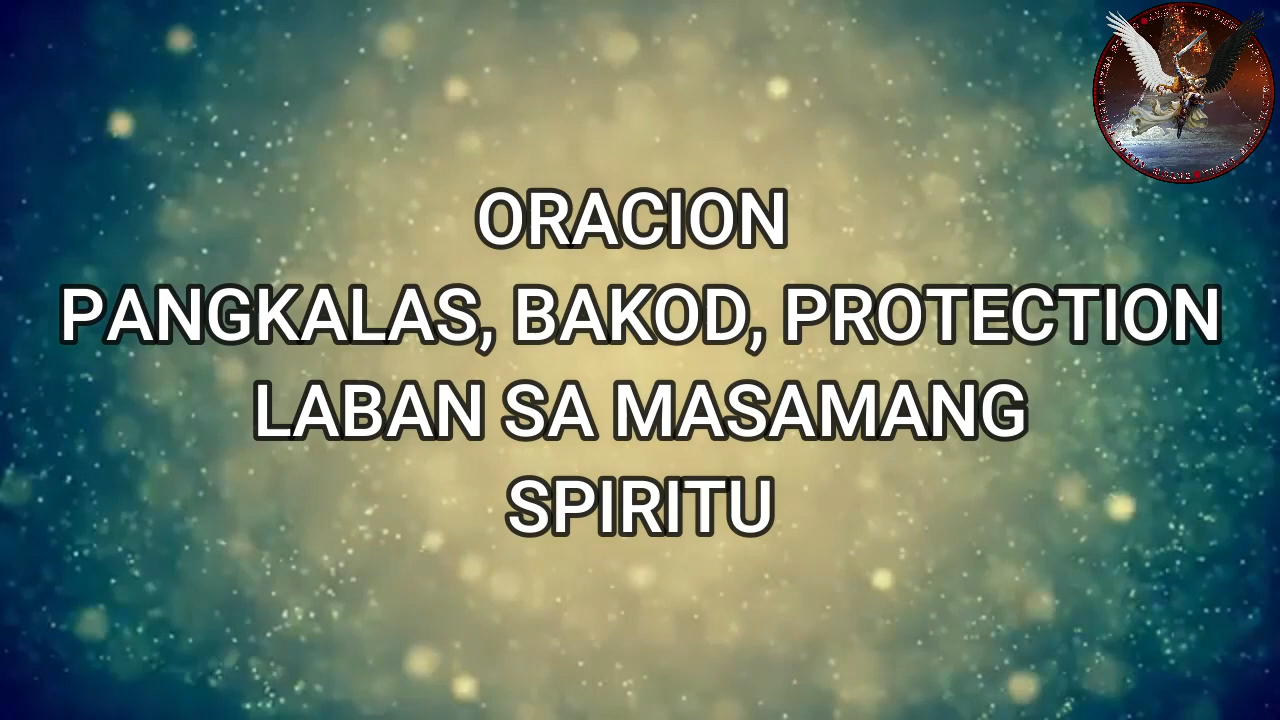 ORACION
PANGKALAS, BAKOD, PROTECTION
LABAN SA MASAMANG
SPIRITU